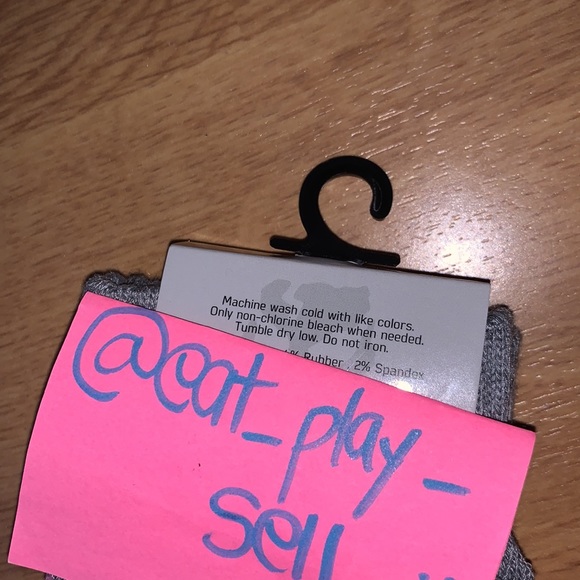 Machine wash cold with like colors.
Only non-chlorine bleach when needed.
Tumble dry low. Do not iron.
% Rubber . 2% Spandex
@eat_play_
sell